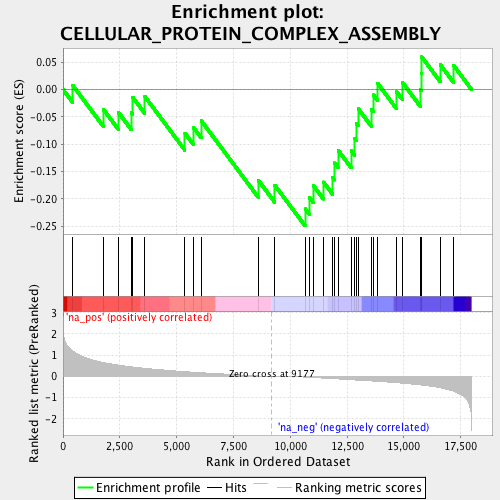 Enrichment plot:
CELLULAR_PROTEIN_COMPLEX_ASSEMBLY
Enrichment score (ES)
0.05
0.00
-0.05
-0.10
-0.15
-0.20
-0.25
'na_pos' (positively correlated)
Ranked list metric (PreRanked)
3
2
1
0
-1
-2
Zero cross at 9177
'na_neg' (negatively correlated)
0
2,500
5,000
7,500
10,000
12,500
15,000
17,500
Rank in Ordered Dataset
Enrichment profile
Hits
Ranking metric scores